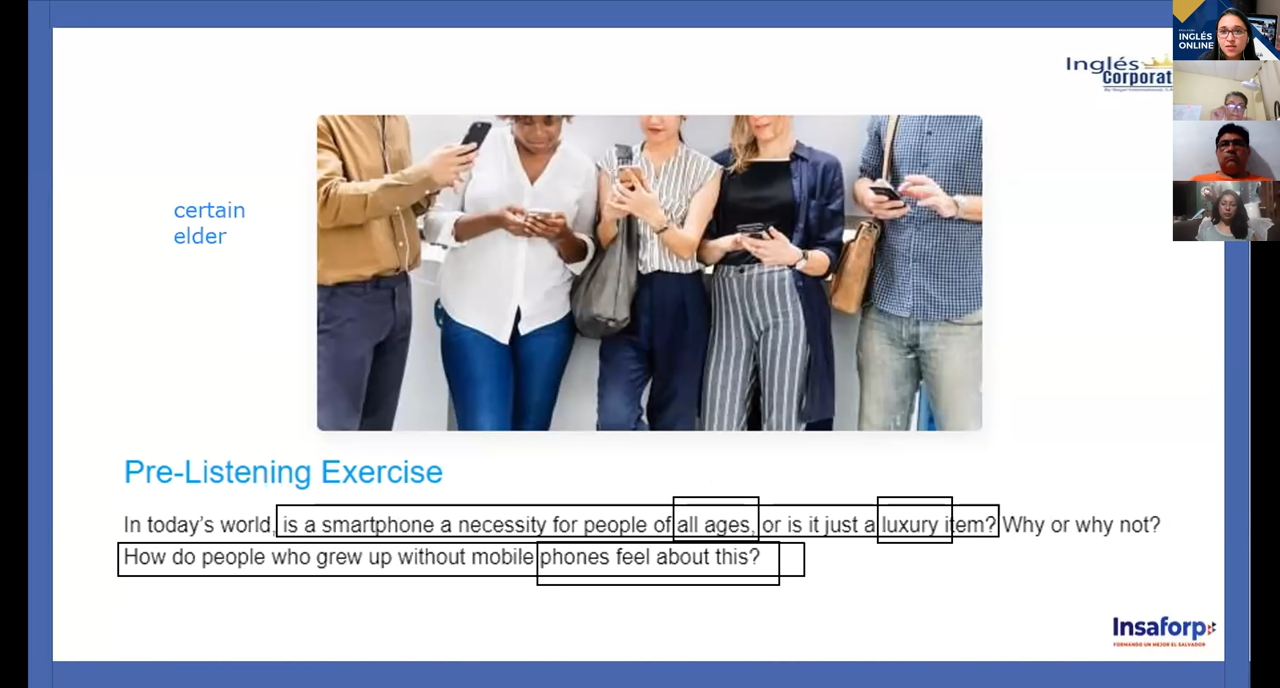 INGLÉS
ONLINE
Inglés
Corporat
certain
elder
Pre-Listening Exercise
In today's world, is a smartphone a necessity for people of all ages, or is it just a luxury item? Why or why not?
How do people who grew up without mobile phones feel about this?
Insaforp
FORMANDO UN MEJOR EL SALVADOR